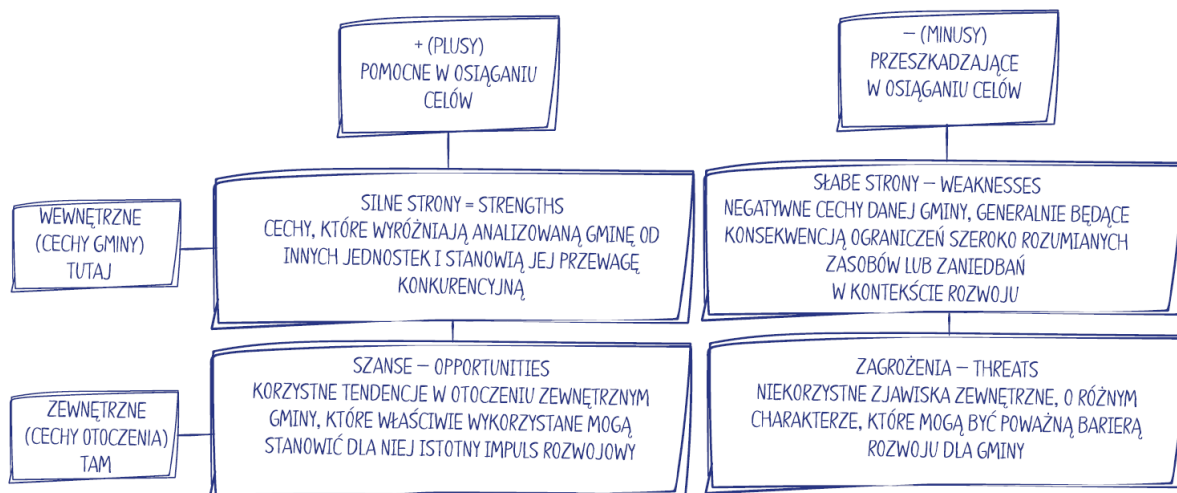 + (PLUSY)
POMOCNE W OSIĄGANIU
CELÓW
– (MINUSY)
PRZESZKADZAJĄCE
W OSIĄGANIU CELÓW
WEWNĘTRZNE
(CECHY GMINY)
TUTAJ
SILNE STRONY = STRENGTHS
CECHY, KTÓRE WYRÓŻNIAJĄ ANALIZOWANĄ GMINĘ OD
INNYCH JEDNOSTEK I STANOWIĄ JEJ PRZEWAGĘ
KONKURENCYJNĄ
SŁABE STRONY – WEAKNESSES
NEGATYWNE CECHY DANEJ GMINY, GENERALNIE BĘDĄCE
KONSEKWENCJĄ OGRANICZEŃ SZEROKO ROZUMIANYCH
ZASOBÓW LUB ZANIEDBAŃ
W KONTEKŚCIE ROZWOJU
ZEWNĘTRZNE
(CECHY OTOCZENIA)
TAM
SZANSE – OPPORTUNITIES
KORZYSTNE TENDENCJE W OTOCZENIU ZEWNĘTRZNYM
GMINY, KTÓRE WŁAŚCIWIE WYKORZYSTANE MOGĄ
STANOWIĆ DLA NIEJ ISTOTNY IMPULS ROZWOJOWY
ZAGROŻENIA – THREATS
NIEKORZYSTNE ZJAWISKA ZEWNĘTRZNE, O RÓŻNYM
CHARAKTERZE, KTÓRE MOGĄ BYĆ POWAŻNĄ BARIERĄ
ROZWOJU DLA GMINY